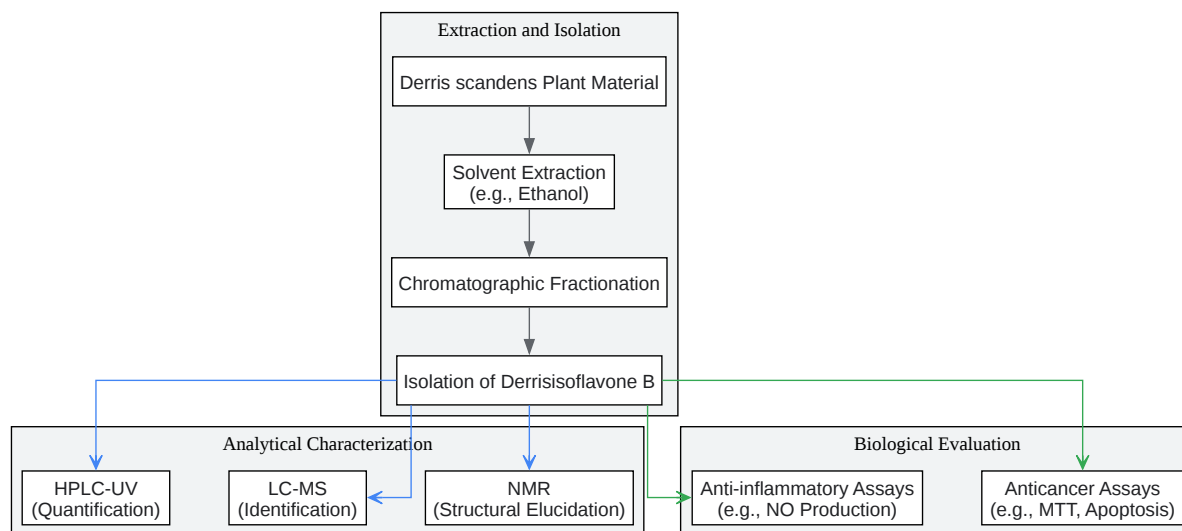 Extraction and Isolation
Derris scandens Plant Material
Solvent Extraction
(e.g., Ethanol)
Chromatographic Fractionation
Isolation of Derrisisoflavone B
Analytical Characterization
HPLC-UV
(Quantification)
LC-MS
(Identification)
NMR
(Structural Elucidation)
Biological Evaluation
Anti-inflammatory Assays
(e.g., NO Production)
Anticancer Assays
(e.g., MTT, Apoptosis)